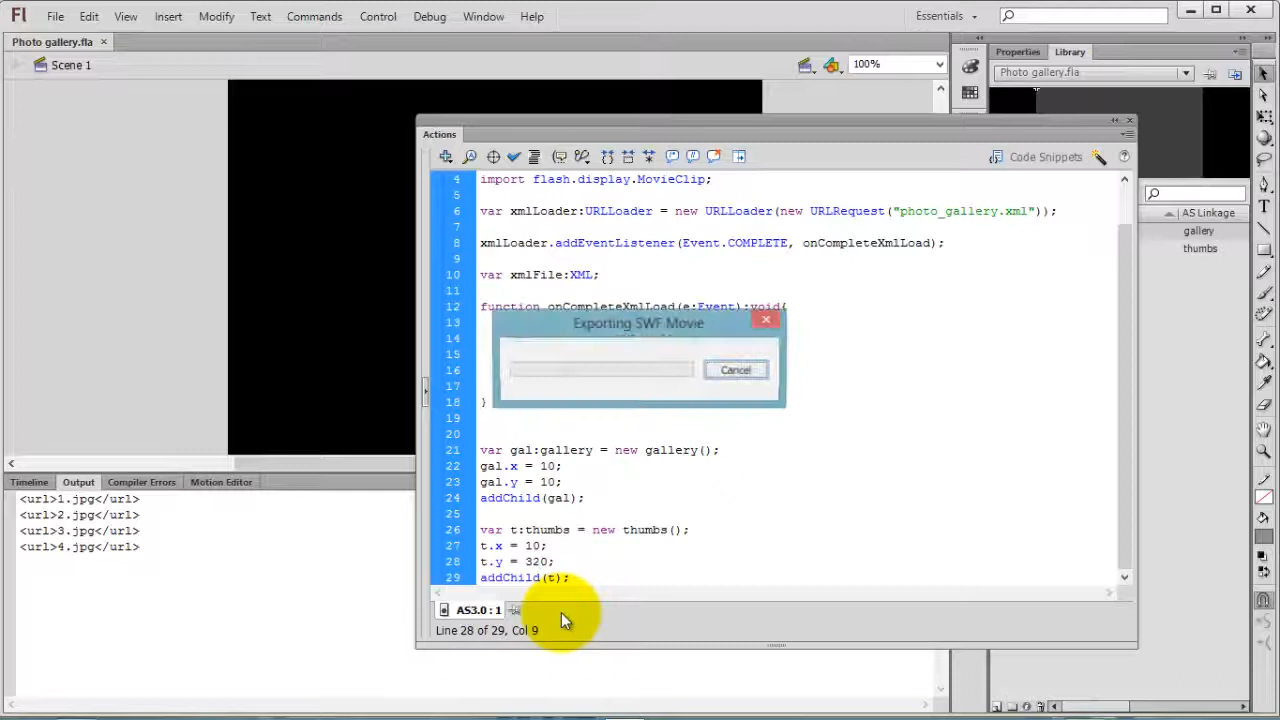 Fl File Edit View Insert Modify Text Commands Control Debug Window Help Essentials
Photo gallery.fla ×
Scene 1 100%
Properties Library
Photo gallery.fla
Actions
Code Snippets
AS Linkage
gallery
thumbs
4 import flash.display.MovieClip;
5
6 var xmlLoader:URLLoader = new URLLoader(new URLRequest("photo_gallery.xml"));
7
8 xmlLoader.addEventListener(Event.COMPLETE, onCompleteXmlLoad);
9
10 var xmlFile:XML;
11
12 function onCompleteXmlLoad(e:Event):void{
13
14
15
16
17
18 }
19
20
21 var gal:gallery = new gallery();
22 gal.x = 10;
23 gal.y = 10;
24 addChild(gal);
25
26 var t:thumbs = new thumbs();
27 t.x = 10;
28 t.y = 320;
29 addChild(t);
Exporting SWF Movie
Cancel
AS3.0 : 1
Line 28 of 29, Col 9
Timeline Output Compiler Errors Motion Editor
<url>1.jpg</url>
<url>2.jpg</url>
<url>3.jpg</url>
<url>4.jpg</url>